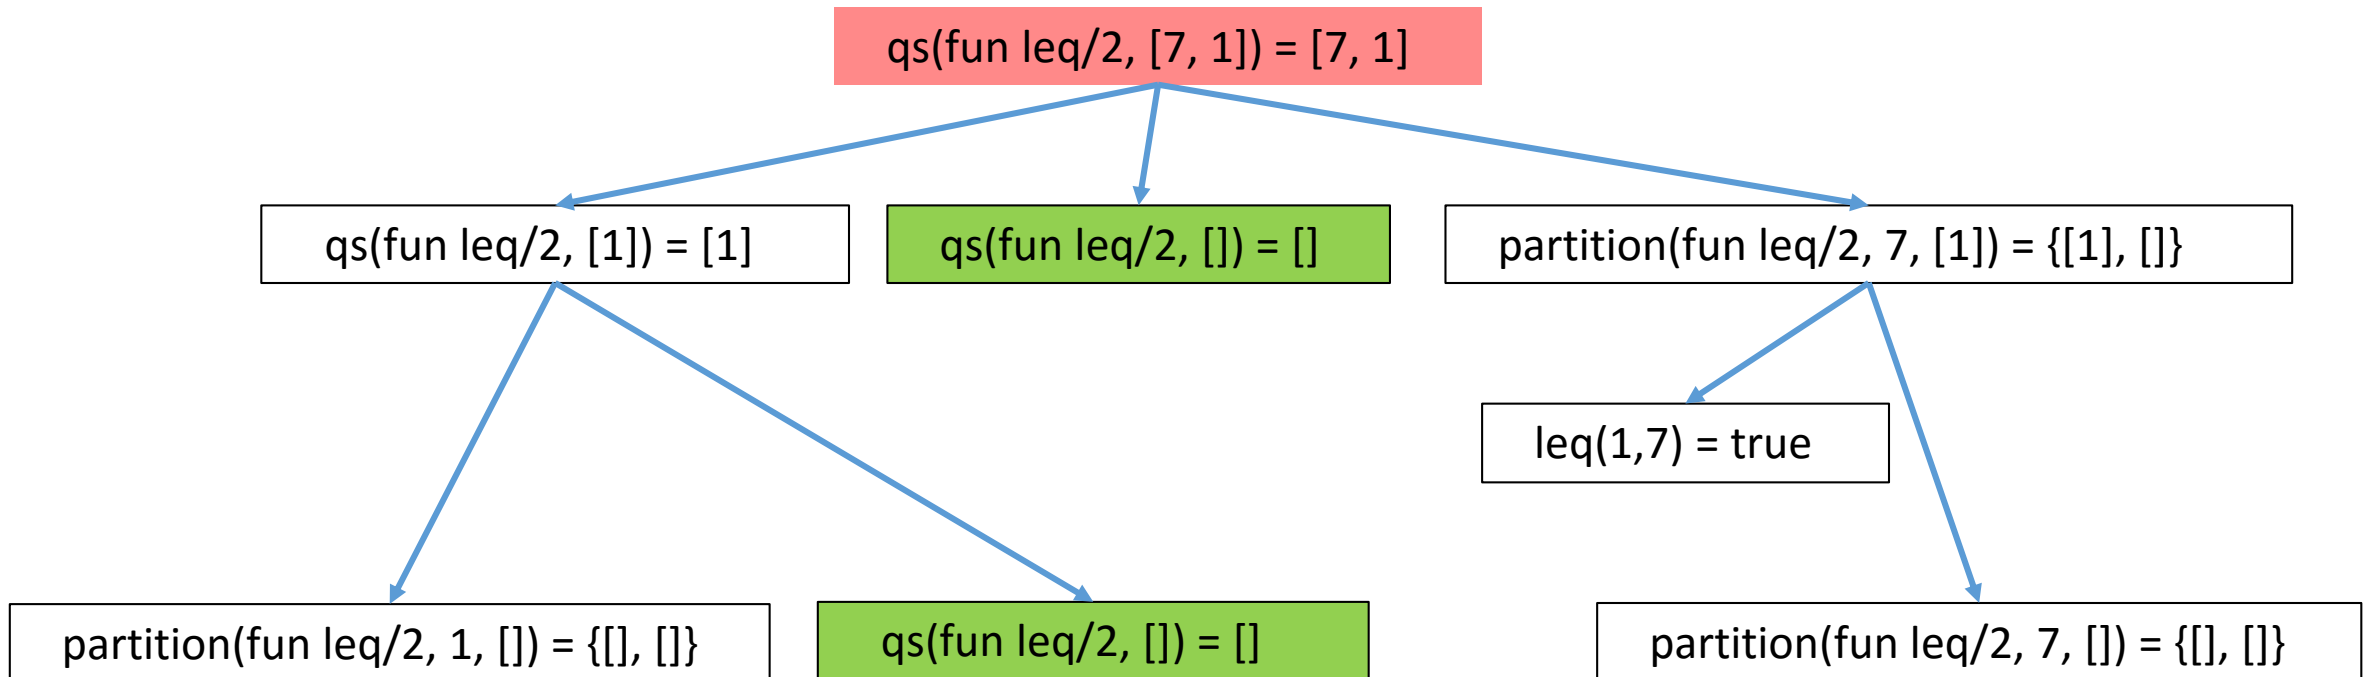 qs(fun leq/2, [7, 1]) = [7, 1]
qs(fun leq/2, [1]) = [1]
qs(fun leq/2, []) = []
partition(fun leq/2, 7, [1]) = {[1], []}
leq(1,7) = true
partition(fun leq/2, 1, []) = {[], []}
qs(fun leq/2, []) = []
partition(fun leq/2, 7, []) = {[], []}